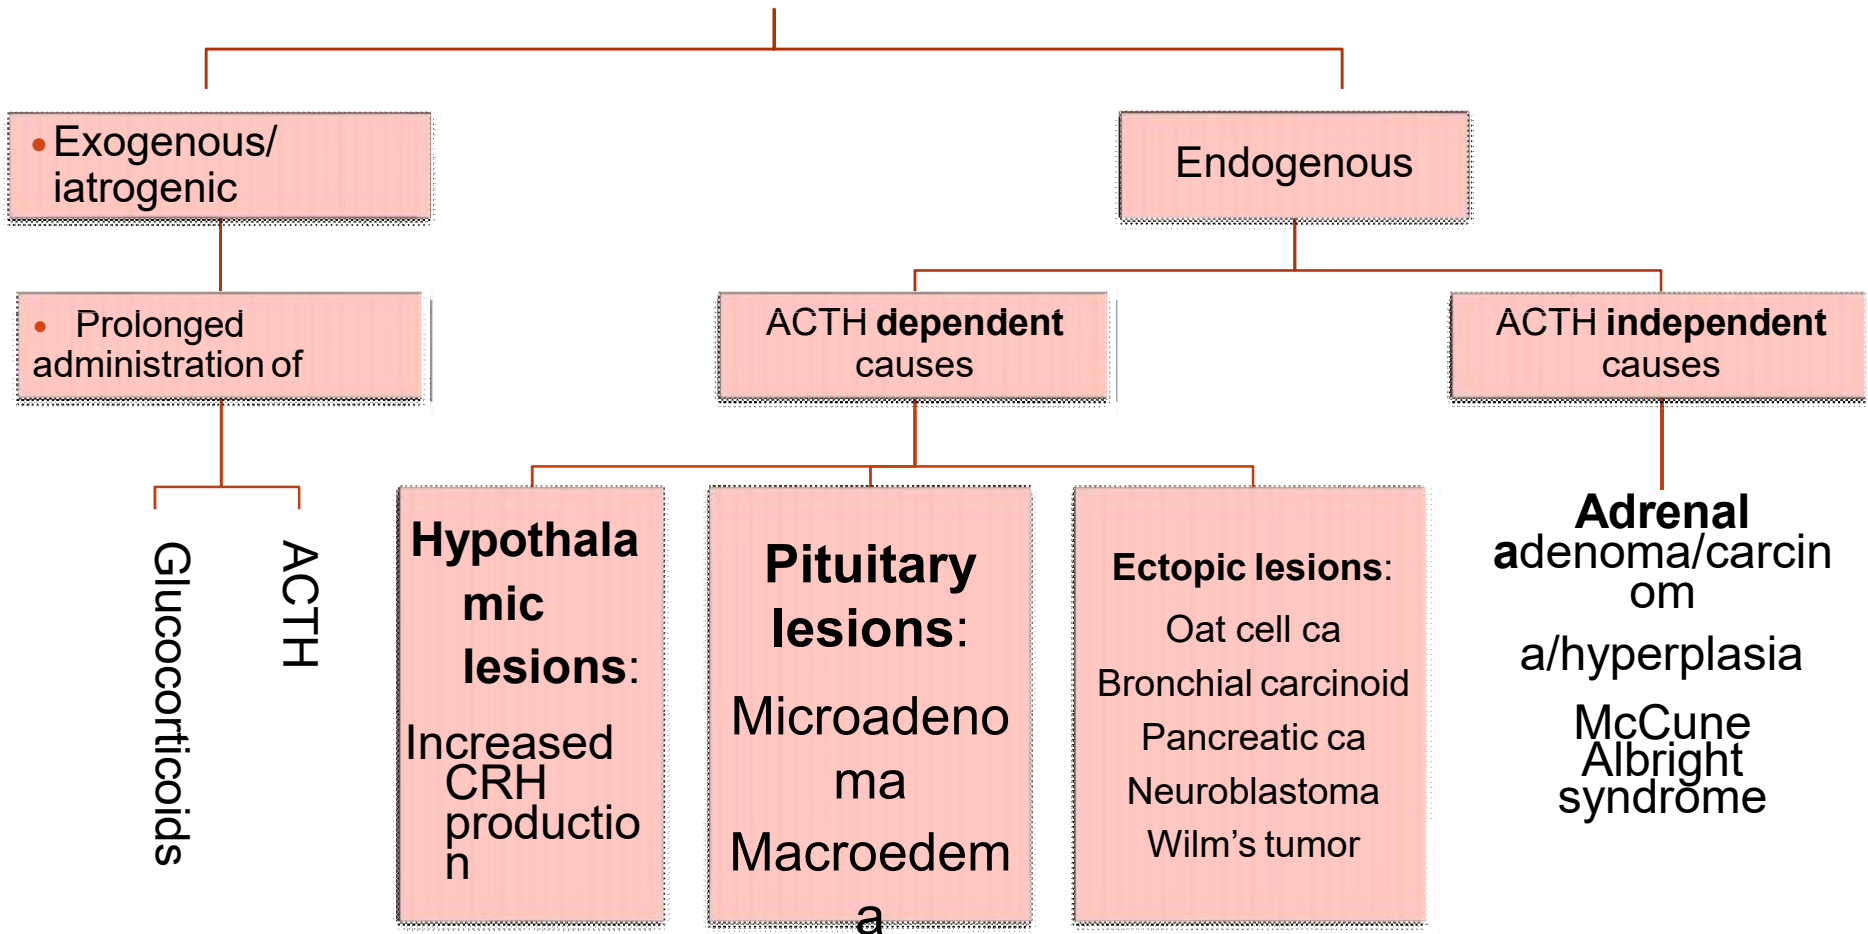 • Exogenous/
iatrogenic
Endogenous
• Prolonged
administration of
ACTH dependent
causes
ACTH independent
causes
Glucocorticoids
ACTH
Hypothala
mic
lesions:
Increased
CRH
productio
n
Pituitary
lesions:
Microadeno
ma
Macroedem
a
Ectopic lesions:
Oat cell ca
Bronchial carcinoid
Pancreatic ca
Neuroblastoma
Wilm’s tumor
Adrenal
adenoma/carcin
om
a/hyperplasia
McCune
Albright
syndrome